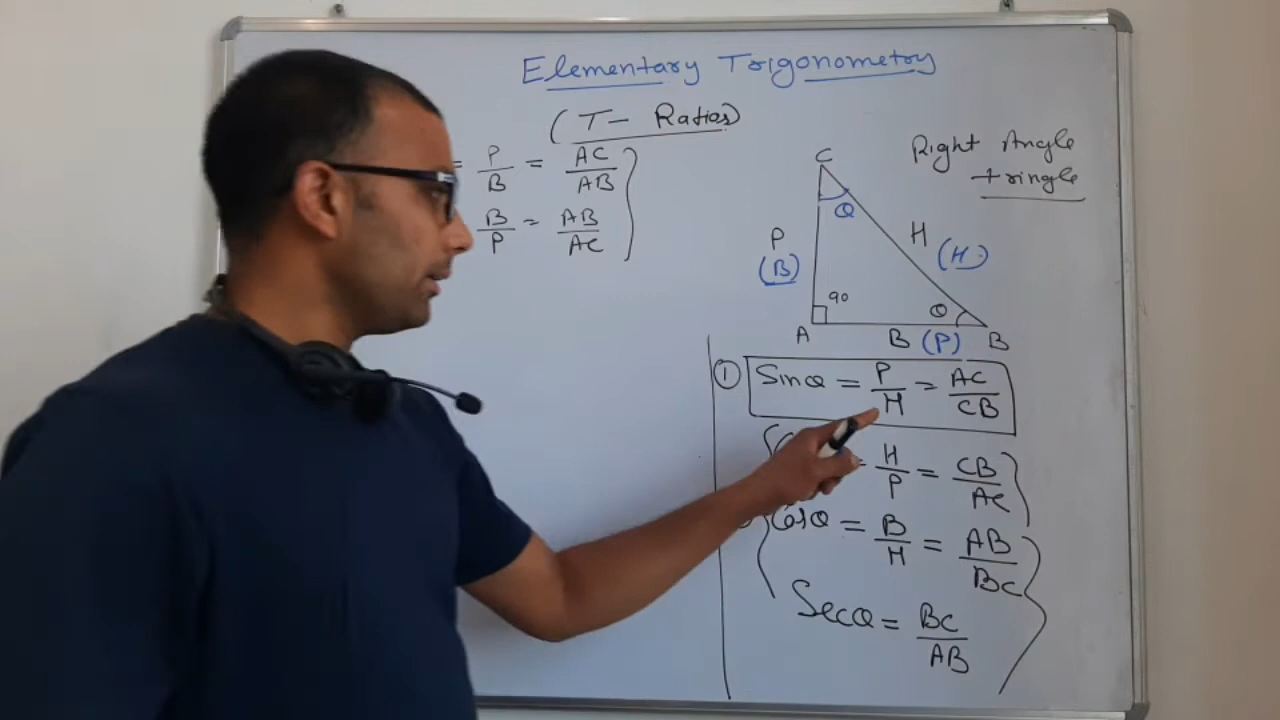 Elementary Trigonometry
(T- Ratios)
= P/B = AC/AB
B/P = AB/AC
Right Angle
tringle
C
θ
P
(B)
H
(H)
90
θ
A
B
(P)
B
① Sinθ = P/H = AC/CB
= H/P = CB/AC
Cosθ = B/H = AB/BC
Secθ = BC/AB